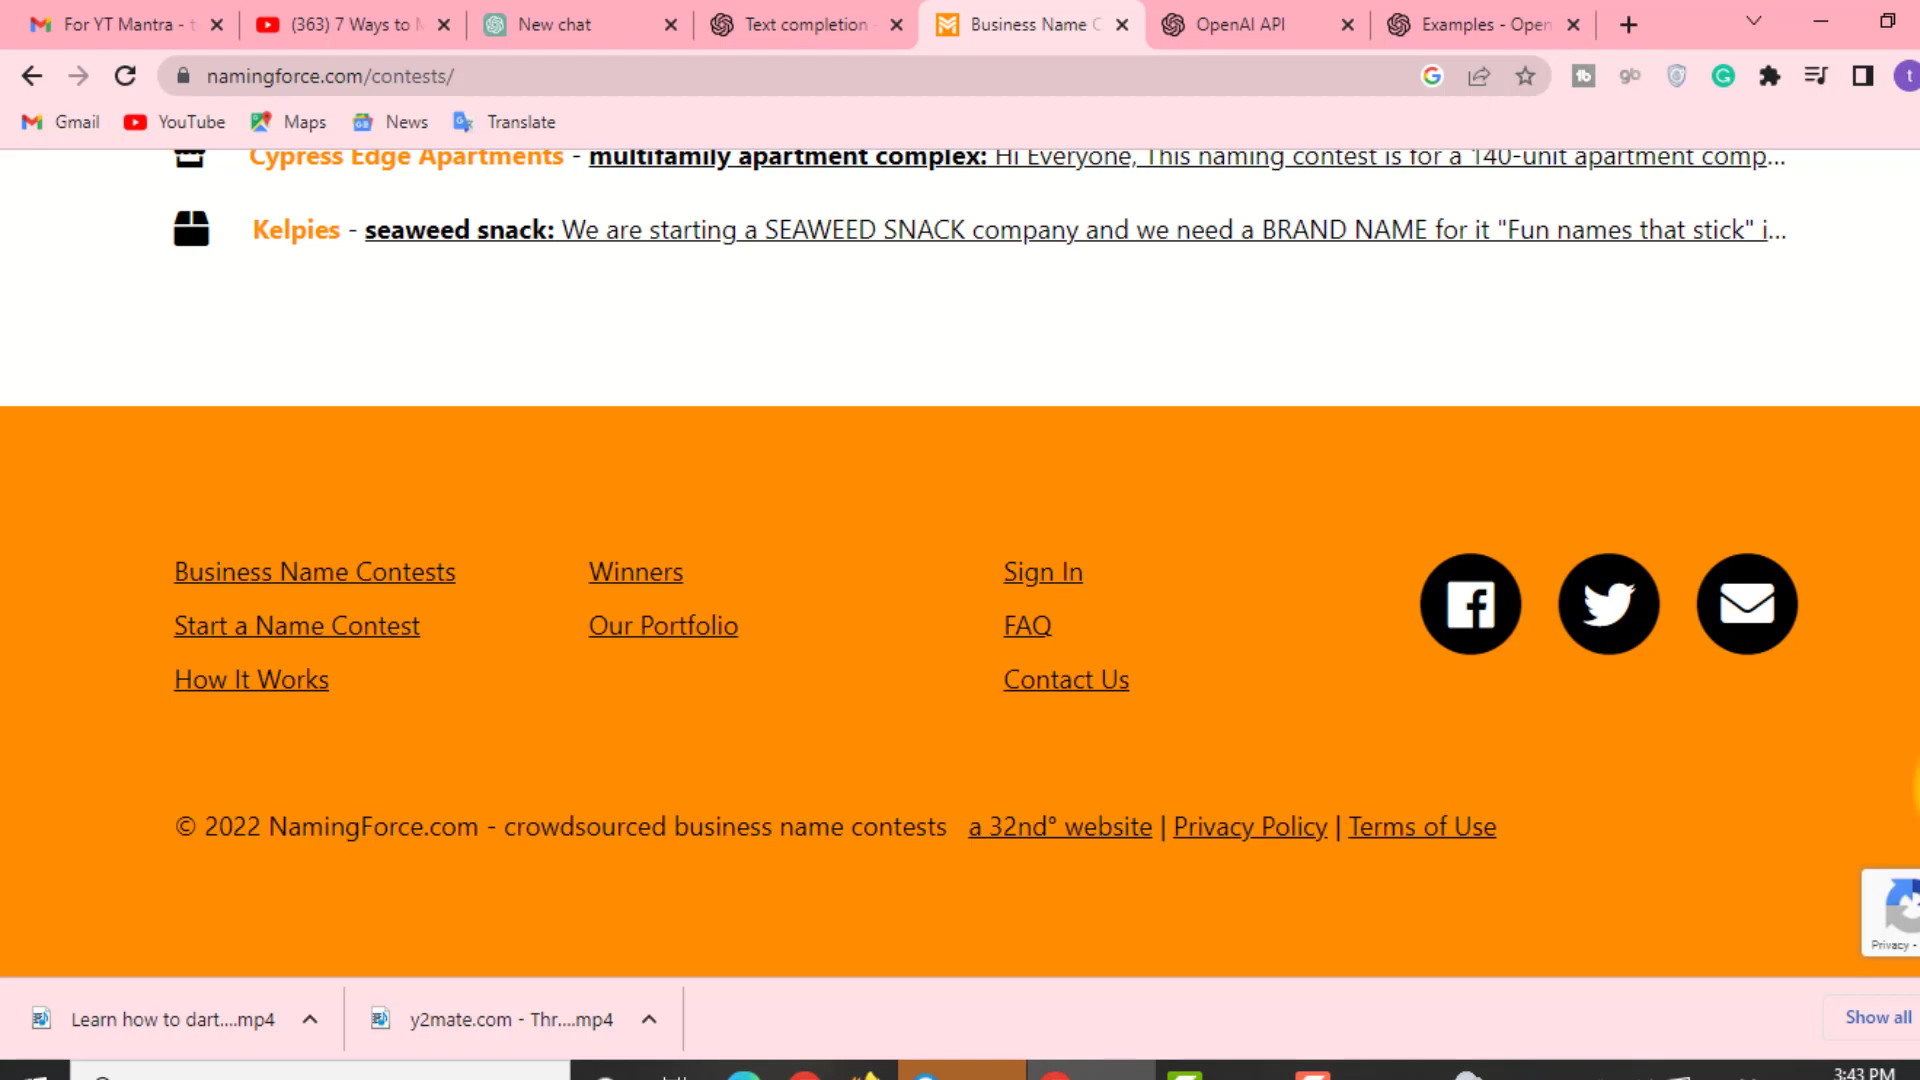 For YT Mantra - t
(363) 7 Ways to M
New chat
Text completion
Business Name C
OpenAI API
Examples - Open
namingforce.com/contests/
Gmail
YouTube
Maps
News
Translate
Cypress Edge Apartments - multifamily apartment complex: Hi Everyone, This naming contest is for a 140-unit apartment comp...
Kelpies - seaweed snack: We are starting a SEAWEED SNACK company and we need a BRAND NAME for it "Fun names that stick" i...
Business Name Contests
Winners
Sign In
Start a Name Contest
Our Portfolio
FAQ
How It Works
Contact Us
© 2022 NamingForce.com - crowdsourced business name contests a 32nd° website | Privacy Policy | Terms of Use
Privacy -
Learn how to dart....mp4
y2mate.com - Thr....mp4
Show all
3:43 PM